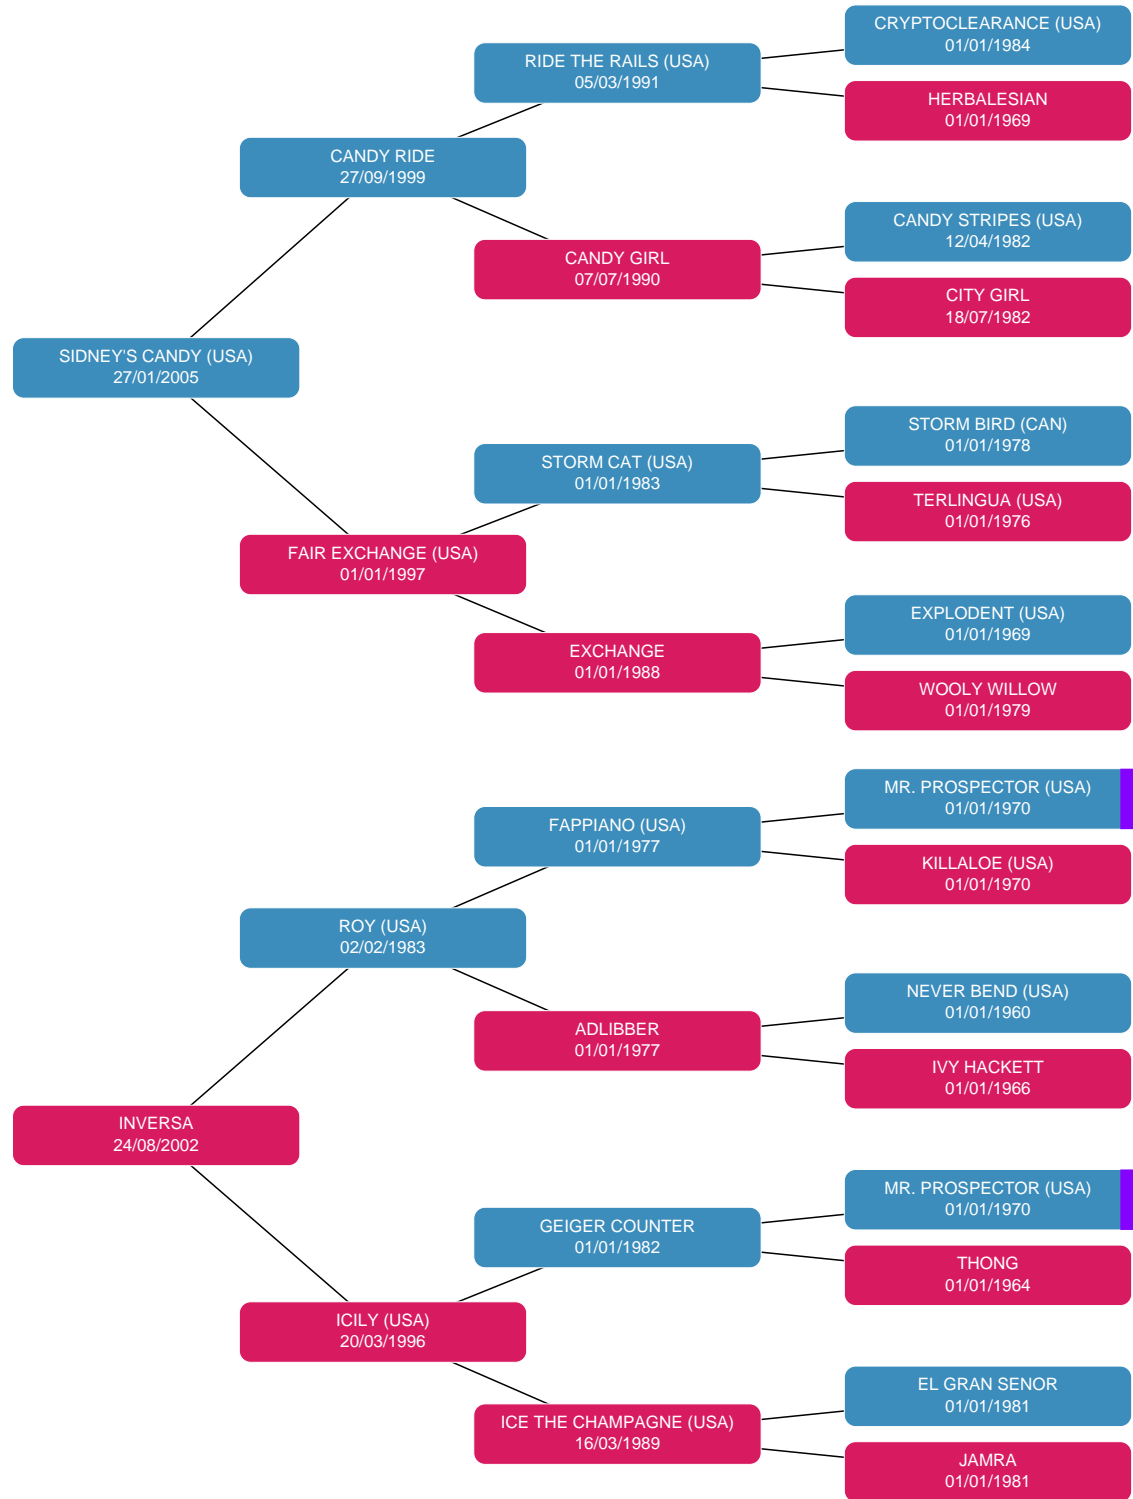 CRYPTOCLEARANCE (USA)
01/01/1984
RIDE THE RAILS (USA)
05/03/1991
HERBALESIAN
01/01/1969
CANDY RIDE
27/09/1999
CANDY STRIPES (USA)
12/04/1982
CANDY GIRL
07/07/1990
CITY GIRL
18/07/1982
SIDNEY'S CANDY (USA)
27/01/2005
STORM BIRD (CAN)
01/01/1978
STORM CAT (USA)
01/01/1983
TERLINGUA (USA)
01/01/1976
FAIR EXCHANGE (USA)
01/01/1997
EXPLODENT (USA)
01/01/1969
EXCHANGE
01/01/1988
WOOLY WILLOW
01/01/1979
MR. PROSPECTOR (USA)
01/01/1970
FAPPIANO (USA)
01/01/1977
KILLALOE (USA)
01/01/1970
ROY (USA)
02/02/1983
NEVER BEND (USA)
01/01/1960
ADLIBBER
01/01/1977
IVY HACKETT
01/01/1966
INVERSA
24/08/2002
MR. PROSPECTOR (USA)
01/01/1970
GEIGER COUNTER
01/01/1982
THONG
01/01/1964
ICILY (USA)
20/03/1996
EL GRAN SENOR
01/01/1981
ICE THE CHAMPAGNE (USA)
16/03/1989
JAMRA
01/01/1981